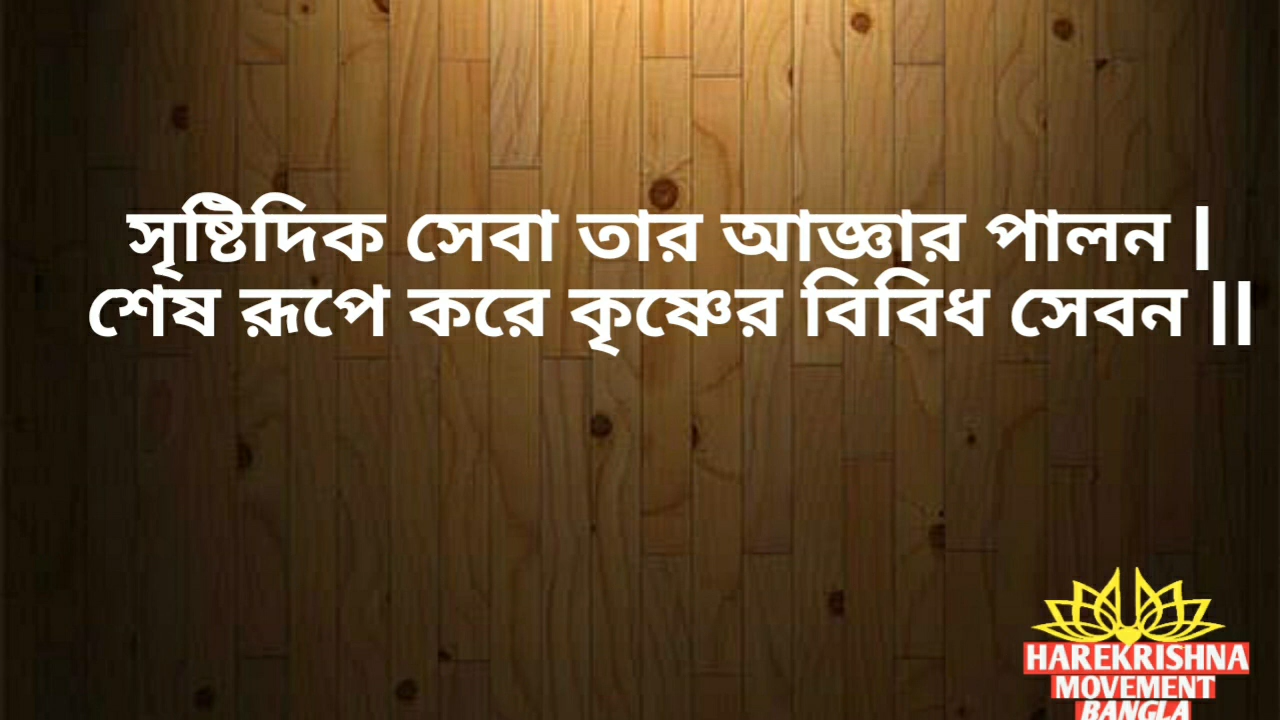 সৃষ্টিদিক সেবা তার আজ্ঞার পালন |
শেষ রূপে করে কৃষ্ণের বিবিধ সেবন ||
HAREKRISHNA
MOVEMENT
BANGLA